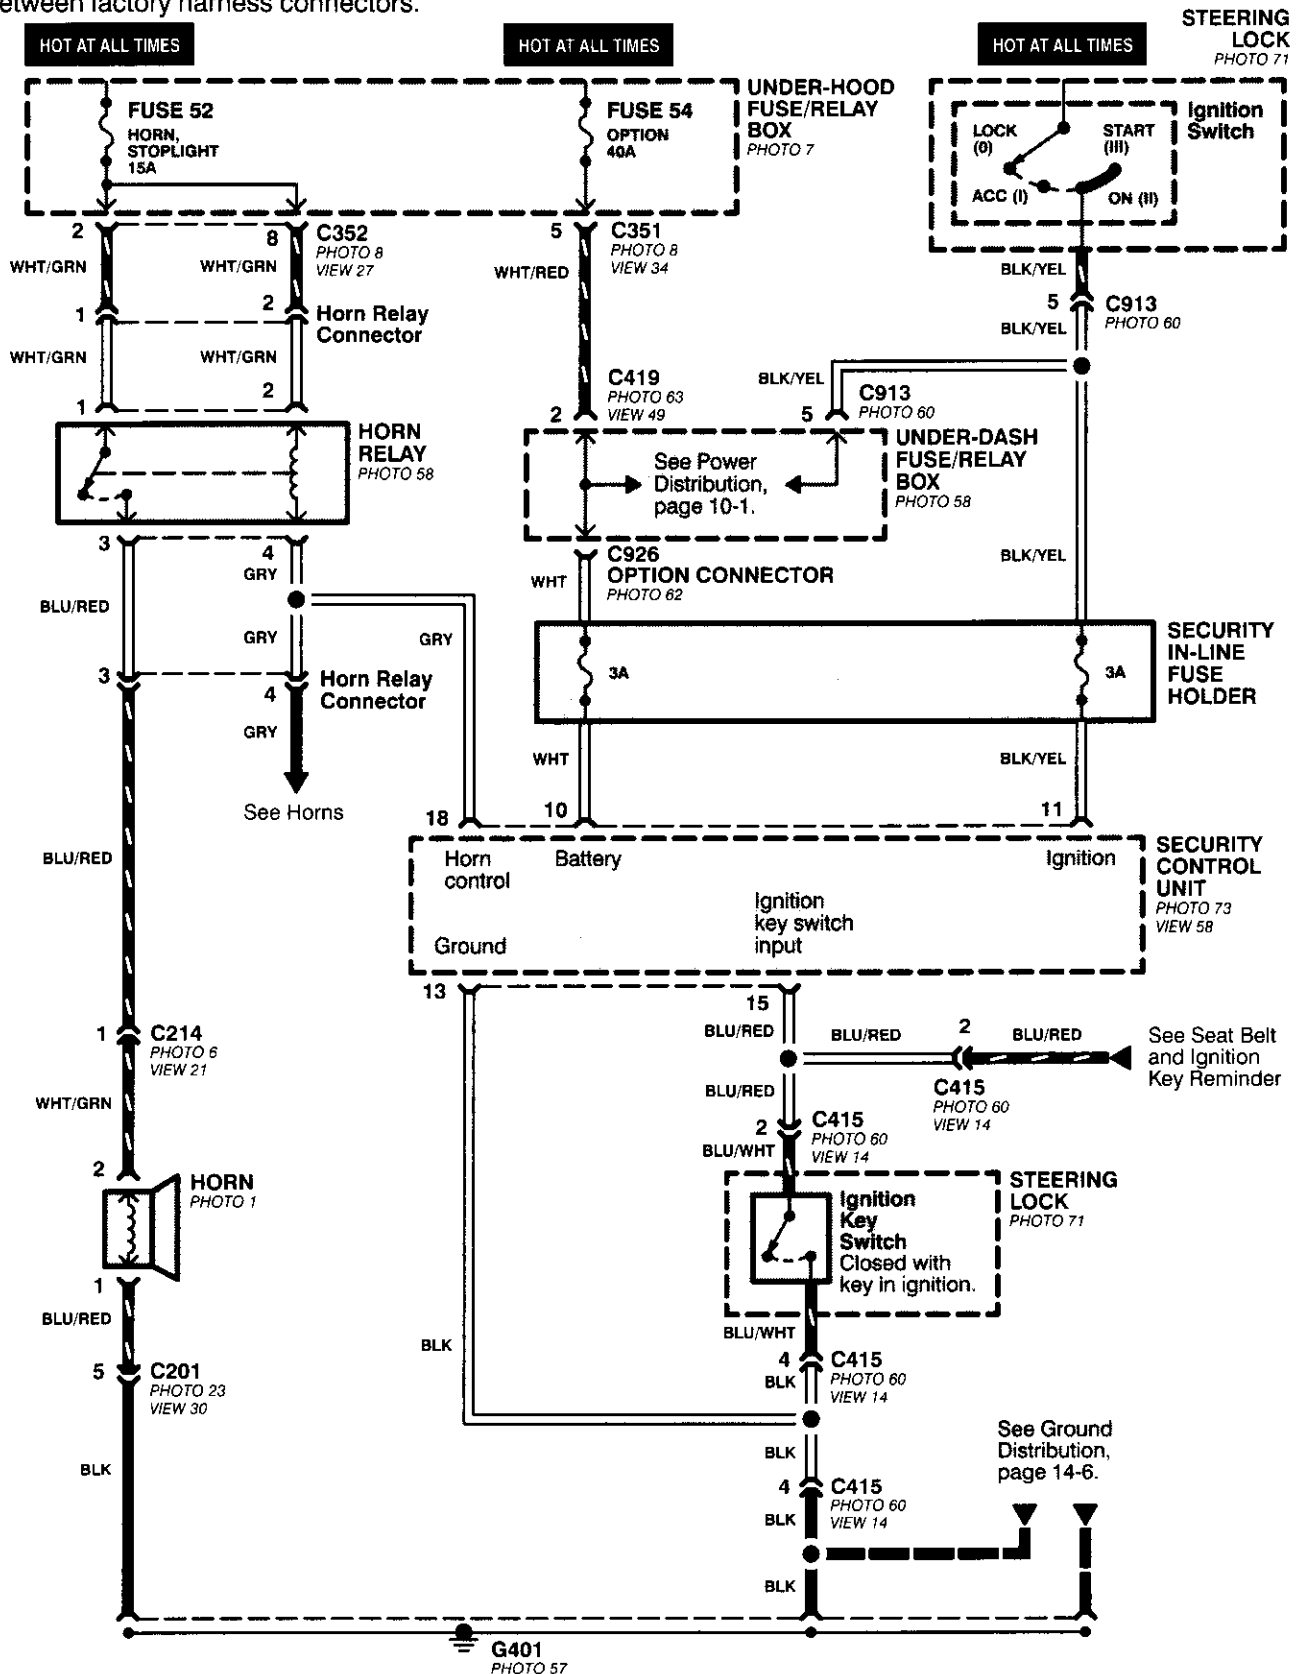 between factory harness connectors.
HOT AT ALL TIMES
HOT AT ALL TIMES
HOT AT ALL TIMES
STEERING
LOCK
PHOTO 71
FUSE 52
HORN,
STOPLIGHT
15A
FUSE 54
OPTION
40A
UNDER-HOOD
FUSE/RELAY
BOX
PHOTO 7
LOCK
(0)
START
(III)
ACC (I)
ON (II)
Ignition
Switch
2
8
C352
PHOTO 8
VIEW 27
5
C351
PHOTO 8
VIEW 34
WHT/GRN
WHT/GRN
WHT/RED
BLK/YEL
1
2
Horn Relay
Connector
5
C913
PHOTO 60
BLK/YEL
WHT/GRN
WHT/GRN
C419
PHOTO 63
VIEW 49
BLK/YEL
C913
PHOTO 60
1
2
2
5
HORN
RELAY
PHOTO 58
See Power
Distribution,
page 10-1.
UNDER-DASH
FUSE/RELAY
BOX
PHOTO 58
3
4
GRY
C926
OPTION CONNECTOR
PHOTO 62
WHT
BLK/YEL
BLU/RED
GRY
GRY
3A
3A
SECURITY
IN-LINE
FUSE
HOLDER
3
4
Horn Relay
Connector
GRY
See Horns
WHT
BLK/YEL
18
10
11
BLU/RED
Horn
control
Battery
Ignition
Ignition
key switch
input
Ground
SECURITY
CONTROL
UNIT
PHOTO 73
VIEW 58
13
15
1
C214
PHOTO 6
VIEW 21
BLU/RED
BLU/RED
2
BLU/RED
See Seat Belt
and Ignition
Key Reminder
C415
PHOTO 60
VIEW 14
WHT/GRN
BLU/RED
2
C415
PHOTO 60
VIEW 14
BLU/WHT
2
HORN
PHOTO 1
Ignition
Key
Switch
Closed with
key in ignition.
STEERING
LOCK
PHOTO 71
1
BLU/RED
BLU/WHT
BLK
5
C201
PHOTO 23
VIEW 30
4
C415
PHOTO 60
VIEW 14
BLK
BLK
BLK
See Ground
Distribution,
page 14-6.
4
C415
PHOTO 60
VIEW 14
BLK
BLK
G401
PHOTO 57